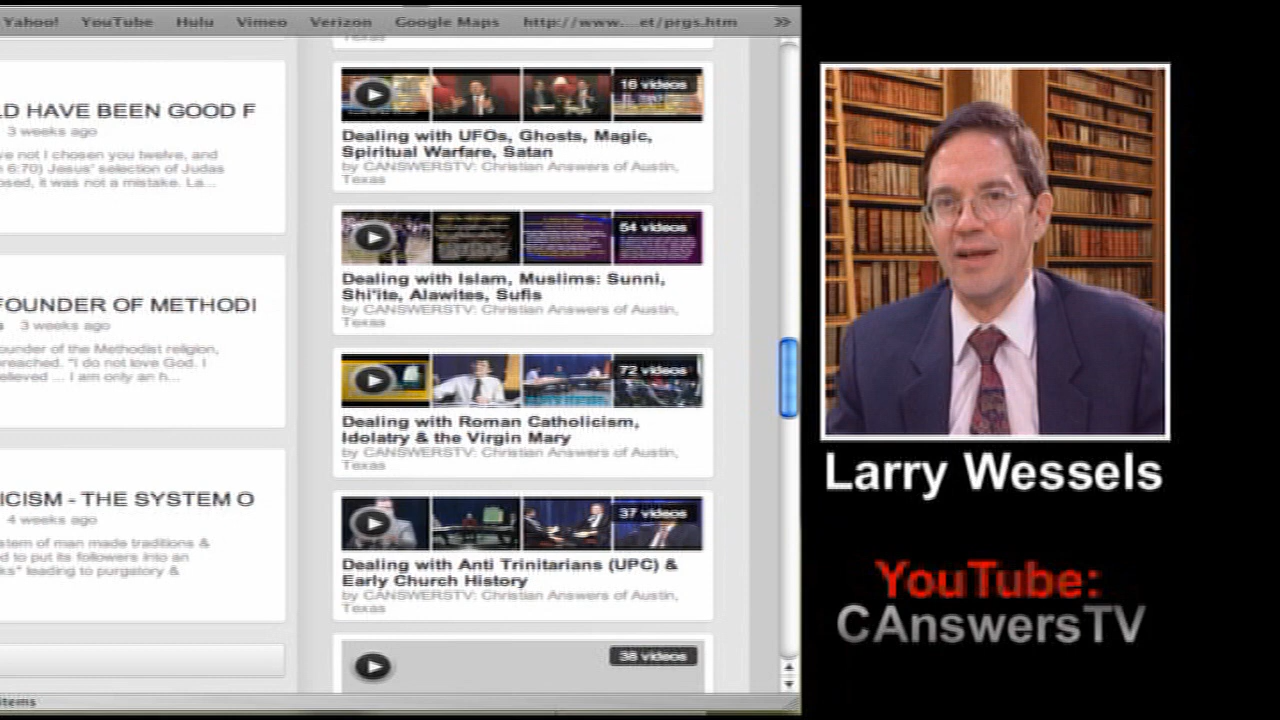 Yahoo! YouTube Hulu Vimeo Verizon Google Maps http://www.... et/prgs.htm >>
Texas
LD HAVE BEEN GOOD F
3 weeks ago
ve not I chosen you twelve, and
n 6:70) Jesus' selection of Judas
osed, it was not a mistake. La...
FOUNDER OF METHODI
s 3 weeks ago
ounder of the Methodist religion,
preached. "I do not love God. I
elieved ... I am only an h...
ICISM - THE SYSTEM O
4 weeks ago
stem of man made traditions &
ed to put its followers into an
ks" leading to purgatory &
items
16 videos
Dealing with UFOs, Ghosts, Magic,
Spiritual Warfare, Satan
by CANSWERSTV: Christian Answers of Austin,
Texas
54 videos
Dealing with Islam, Muslims: Sunni,
Shi'ite, Alawites, Sufis
by CANSWERSTV: Christian Answers of Austin,
Texas
72 videos
Dealing with Roman Catholicism,
Idolatry & the Virgin Mary
by CANSWERSTV: Christian Answers of Austin,
Texas
37 videos
Dealing with Anti Trinitarians (UPC) &
Early Church History
by CANSWERSTV: Christian Answers of Austin,
Texas
38 videos
Larry Wessels
YouTube:
CAnswersTV